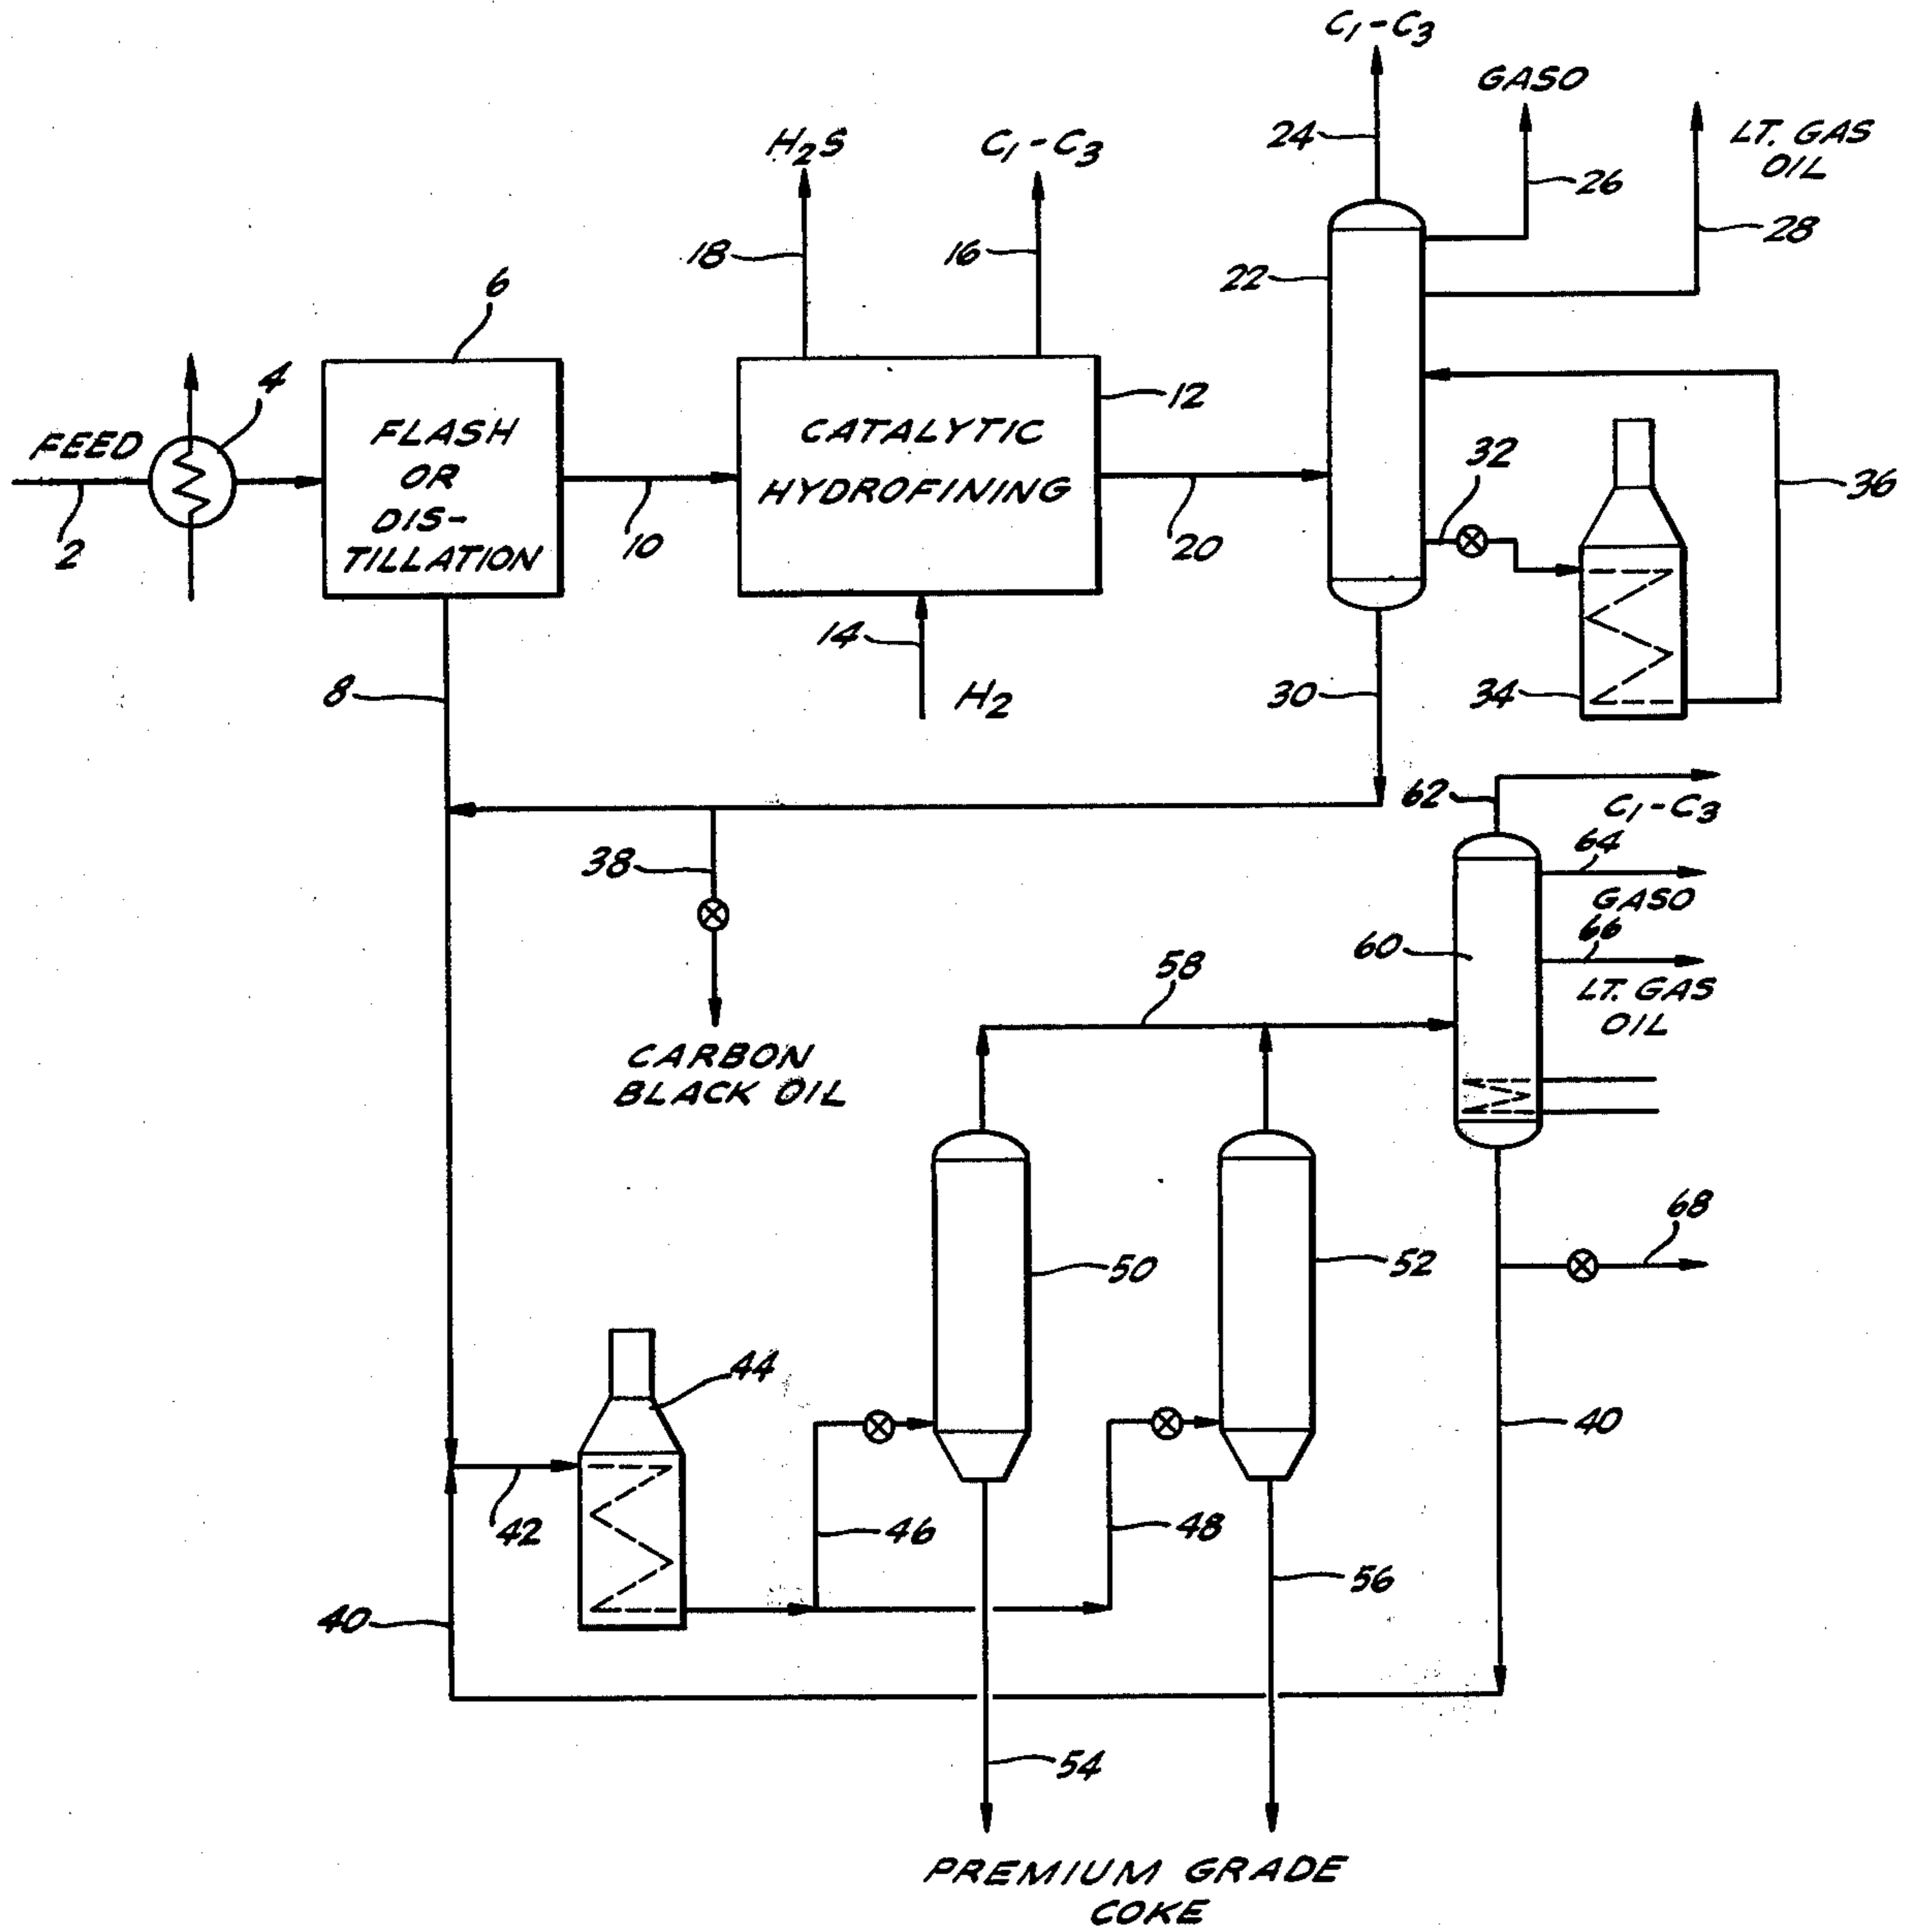 C1-C3
GASO
24
26
LT. GAS
OIL
28
H2S
C1-C3
18
16
22
6
4
FEED
2
FLASH
OR
DIS-
TILLATION
10
CATALYTIC
HYDROFINING
12
20
32
36
14
H2
8
30
34
38
CARBON
BLACK OIL
62
C1-C3
64
GASO
66
60
LT. GAS
OIL
58
50
52
68
44
42
46
48
40
40
56
54
PREMIUM GRADE
COKE